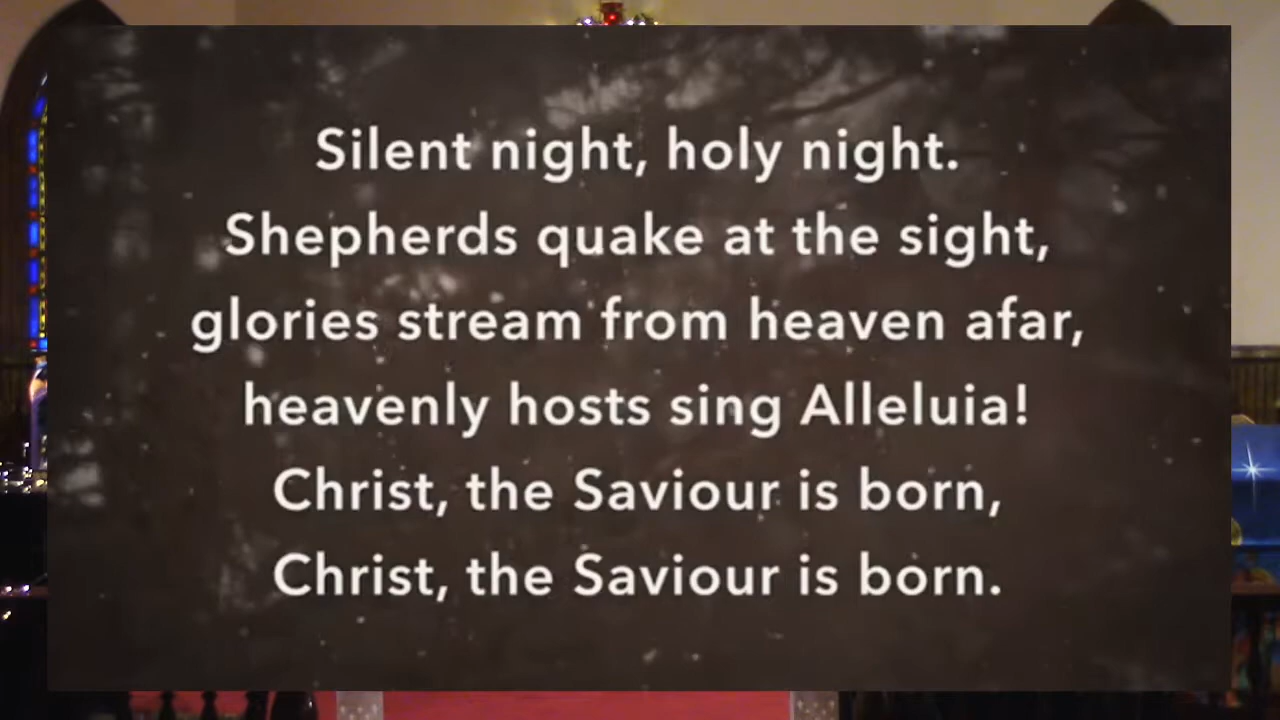 Silent night, holy night.
Shepherds quake at the sight,
glories stream from heaven afar,
heavenly hosts sing Alleluia!
Christ, the Saviour is born,
Christ, the Saviour is born.